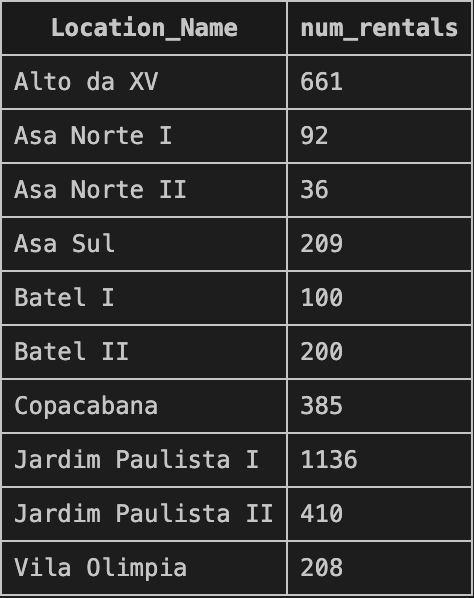 Location_Name num_rentals
Alto da XV 661
Asa Norte I 92
Asa Norte II 36
Asa Sul 209
Batel I 100
Batel II 200
Copacabana 385
Jardim Paulista I 1136
Jardim Paulista II 410
Vila Olimpia 208